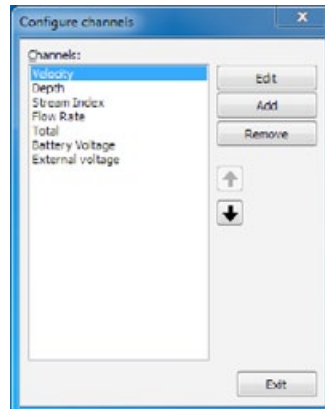 Configure channels
x
Channels:
Velocity
Depth
Stream Index
Flow Rate
Total
Battery Voltage
External voltage
Edit
Add
Remove
Exit